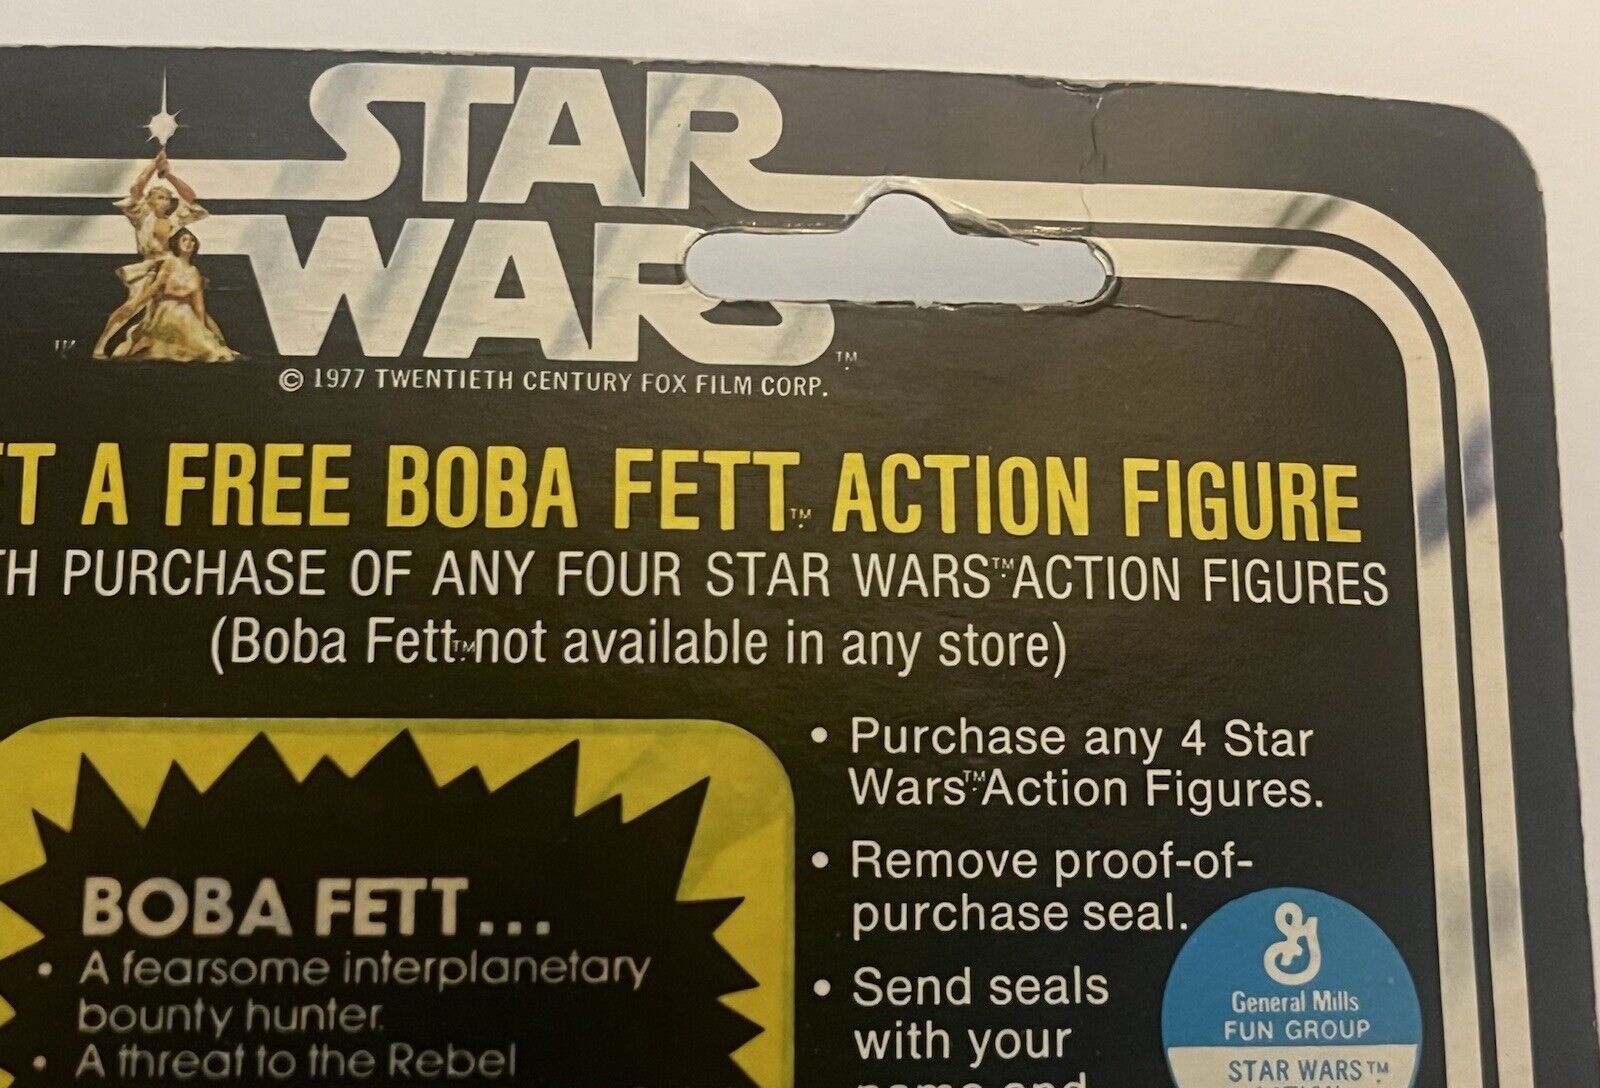 STAR
WARS
TM
TM
© 1977 TWENTIETH CENTURY FOX FILM CORP.
T A FREE BOBA FETT™ ACTION FIGURE
TH PURCHASE OF ANY FOUR STAR WARS™ ACTION FIGURES
(Boba Fett™ not available in any store)
• Purchase any 4 Star
Wars™ Action Figures.
• Remove proof-of-
purchase seal.
• Send seals
with your
name and
BOBA FETT...
• A fearsome interplanetary
bounty hunter.
• A threat to the Rebel
General Mills
FUN GROUP
STAR WARS™